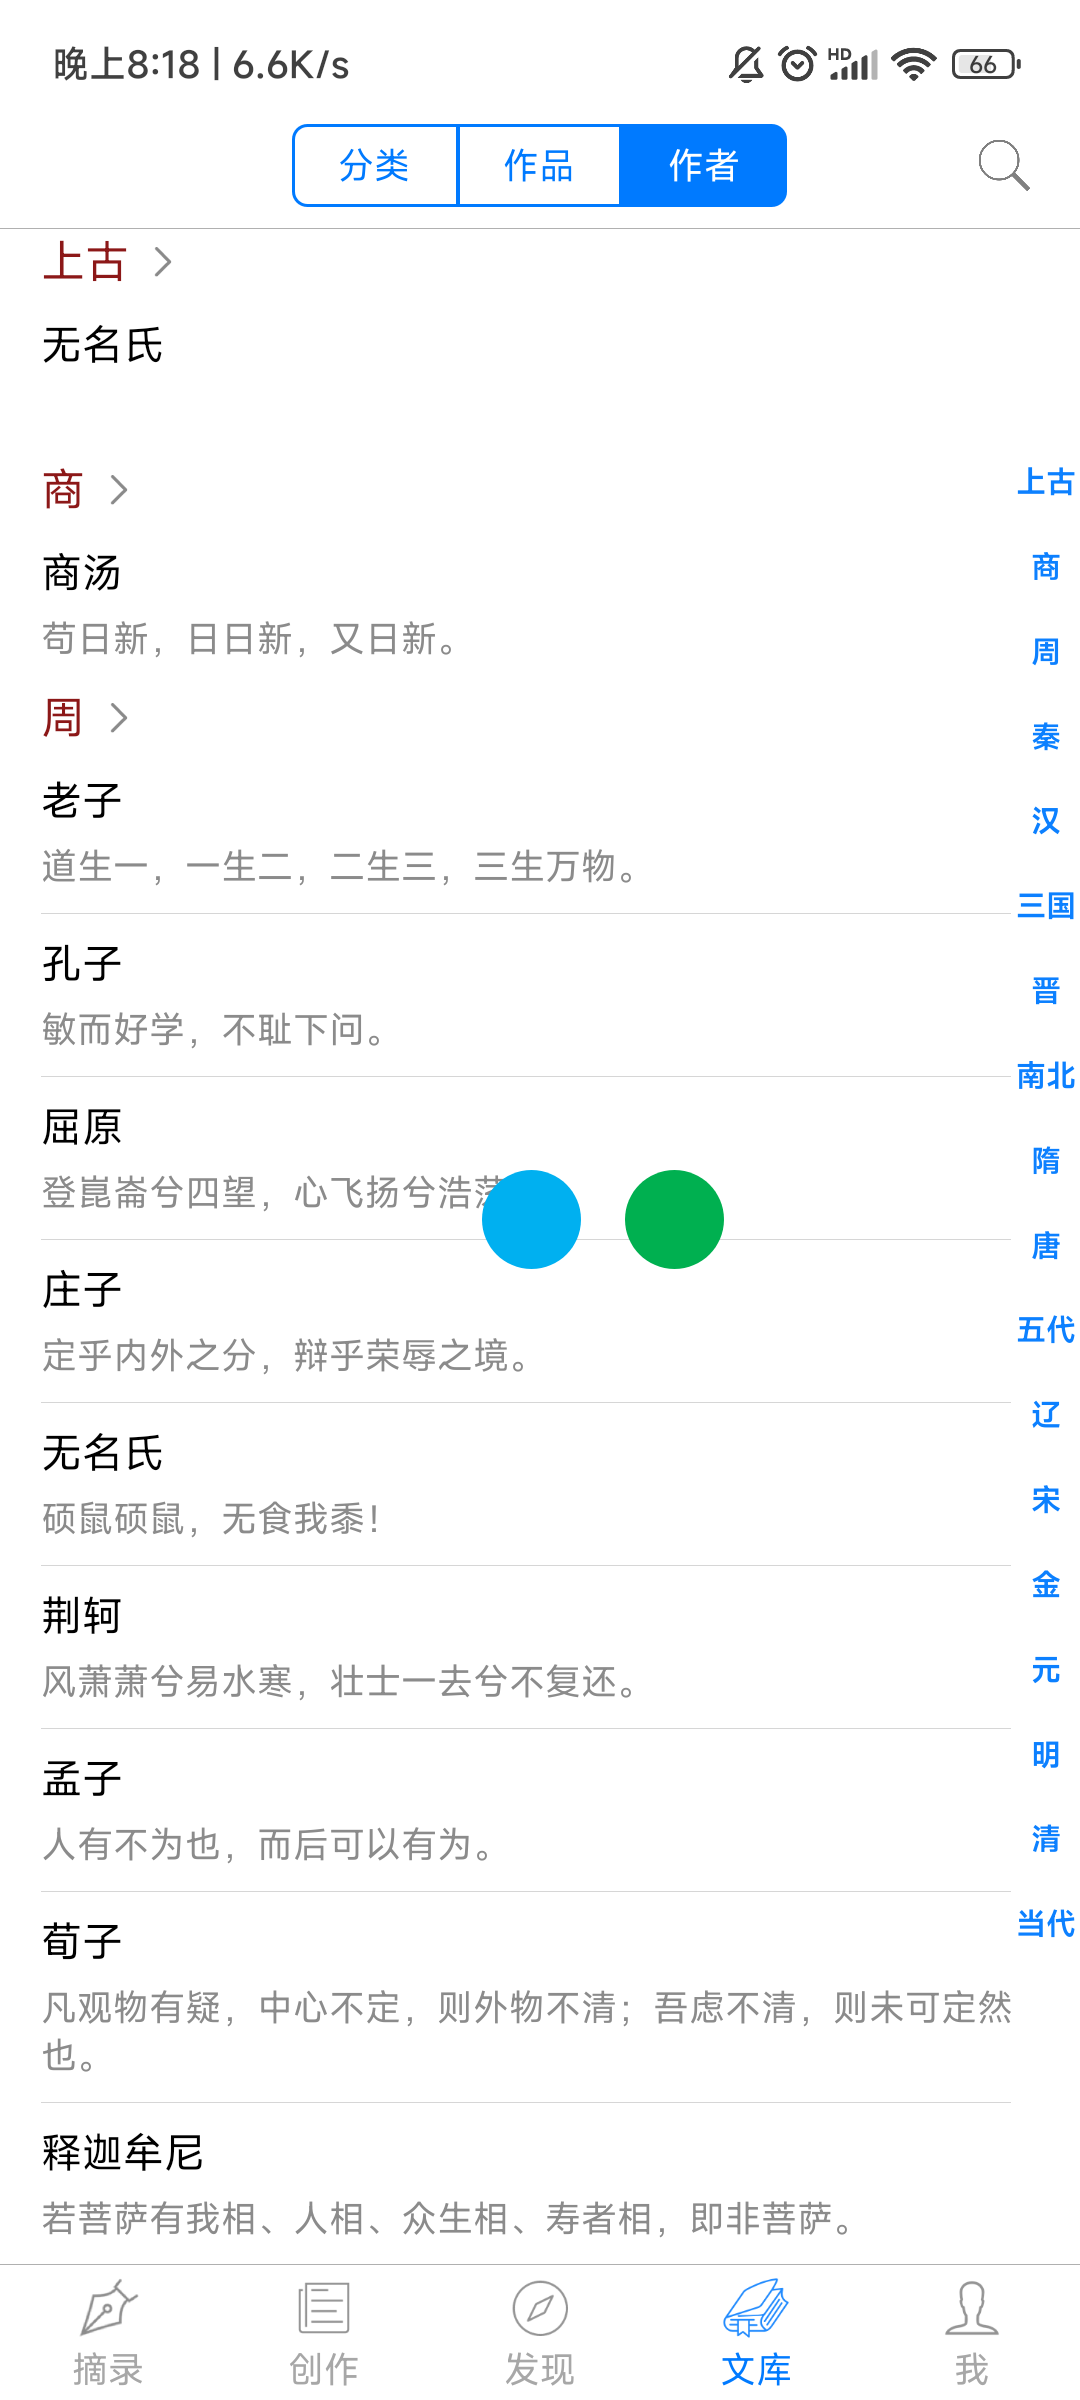 晚上8:18 | 6.6K/s
HD
66
分类
作品
作者
上古
无名氏
商
商汤
苟日新，日日新，又日新。
周
老子
道生一，一生二，二生三，三生万物。
孔子
敏而好学，不耻下问。
屈原
登崑崙兮四望，心飞扬兮浩
庄子
定乎内外之分，辩乎荣辱之境。
无名氏
硕鼠硕鼠，无食我黍！
荆轲
风萧萧兮易水寒，壮士一去兮不复还。
孟子
人有不为也，而后可以有为。
荀子
凡观物有疑，中心不定，则外物不清；吾虑不清，则未可定然
也。
释迦牟尼
若菩萨有我相、人相、众生相、寿者相，即非菩萨。
上古
商
周
秦
汉
三国
晋
南北
隋
唐
五代
辽
宋
金
元
明
清
当代
摘录
创作
发现
文库
我